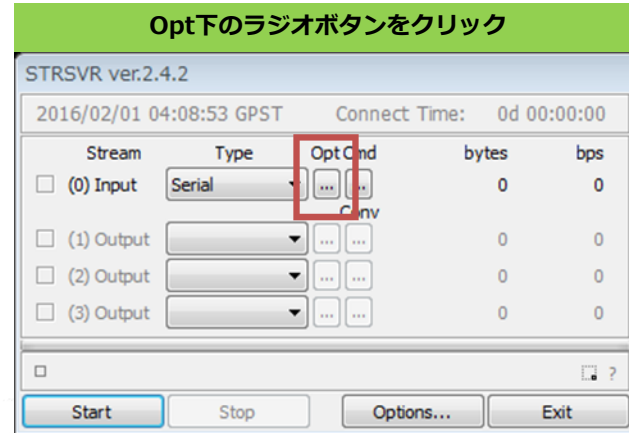 Opt下のラジオボタンをクリック
STRSVR ver.2.4.2
2016/02/01 04:08:53 GPST Connect Time: 0d 00:00:00
Stream Type Opt Cmd bytes bps
(0) Input Serial ... ... 0 0
Conv
(1) Output ... ... 0 0
(2) Output ... ... 0 0
(3) Output ... ... 0 0
?
Start Stop Options... Exit